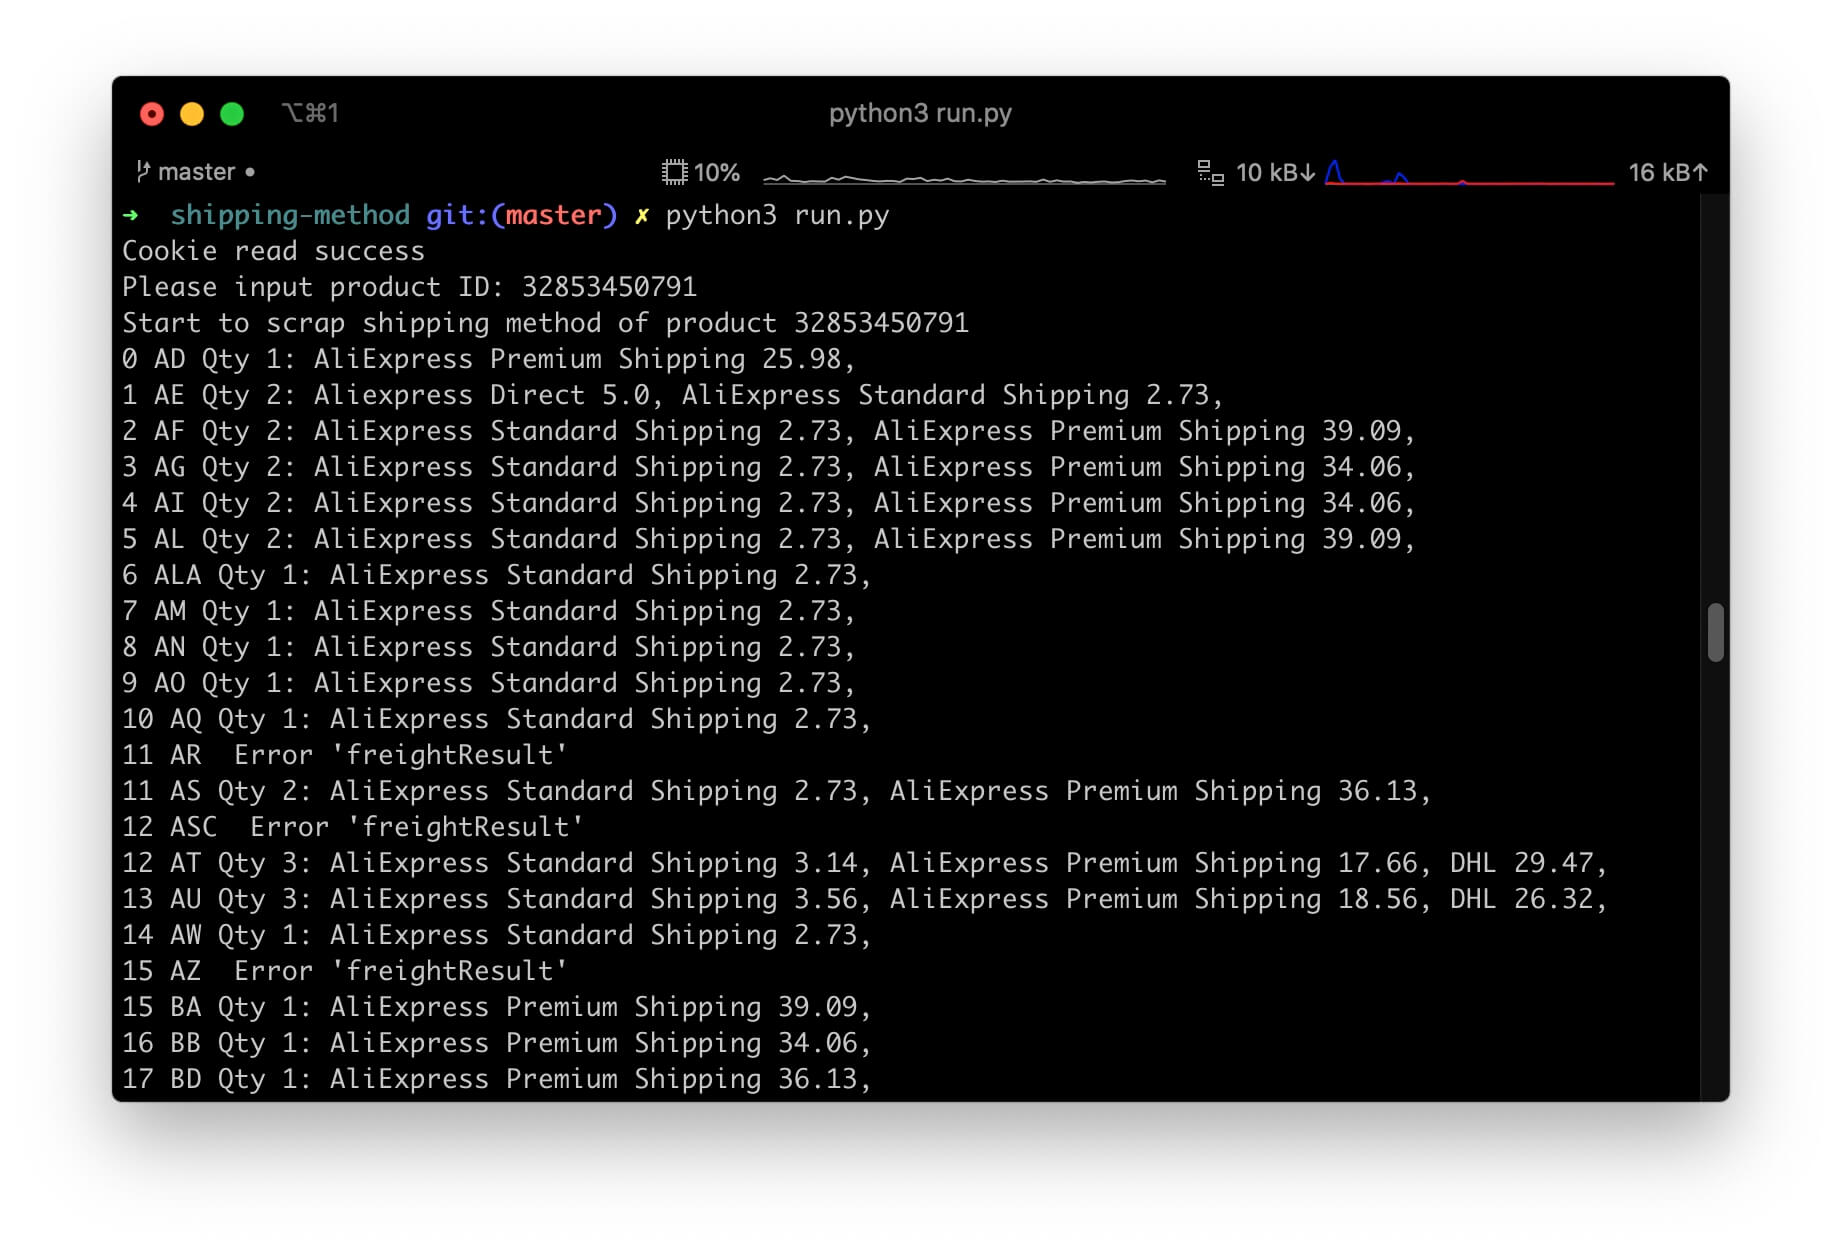 ⌥⌘1 python3 run.py
master • 10% 10 kB↓ 16 kB↑
➜ shipping-method git:(master) ✗ python3 run.py
Cookie read success
Please input product ID: 32853450791
Start to scrap shipping method of product 32853450791
0 AD Qty 1: AliExpress Premium Shipping 25.98,
1 AE Qty 2: Aliexpress Direct 5.0, AliExpress Standard Shipping 2.73,
2 AF Qty 2: AliExpress Standard Shipping 2.73, AliExpress Premium Shipping 39.09,
3 AG Qty 2: AliExpress Standard Shipping 2.73, AliExpress Premium Shipping 34.06,
4 AI Qty 2: AliExpress Standard Shipping 2.73, AliExpress Premium Shipping 34.06,
5 AL Qty 2: AliExpress Standard Shipping 2.73, AliExpress Premium Shipping 39.09,
6 ALA Qty 1: AliExpress Standard Shipping 2.73,
7 AM Qty 1: AliExpress Standard Shipping 2.73,
8 AN Qty 1: AliExpress Standard Shipping 2.73,
9 AO Qty 1: AliExpress Standard Shipping 2.73,
10 AQ Qty 1: AliExpress Standard Shipping 2.73,
11 AR  Error 'freightResult'
11 AS Qty 2: AliExpress Standard Shipping 2.73, AliExpress Premium Shipping 36.13,
12 ASC  Error 'freightResult'
12 AT Qty 3: AliExpress Standard Shipping 3.14, AliExpress Premium Shipping 17.66, DHL 29.47,
13 AU Qty 3: AliExpress Standard Shipping 3.56, AliExpress Premium Shipping 18.56, DHL 26.32,
14 AW Qty 1: AliExpress Standard Shipping 2.73,
15 AZ  Error 'freightResult'
15 BA Qty 1: AliExpress Premium Shipping 39.09,
16 BB Qty 1: AliExpress Premium Shipping 34.06,
17 BD Qty 1: AliExpress Premium Shipping 36.13,